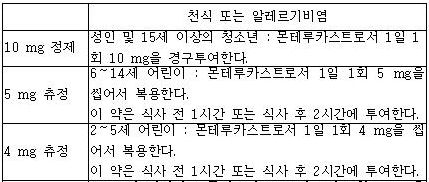 천식 또는 알레르기비염
10 mg 정제
성인 및 15세 이상의 청소년 : 몬테루카스트로서 1일 1
회 10 mg을 경구투여한다.
5 mg 츄정
6~14세 어린이 : 몬테루카스트로서 1일 1회 5 mg을
씹어서 복용한다.
이 약은 식사 전 1시간 또는 식사 후 2시간에 투여한다.
4 mg 츄정
2~5세 어린이 : 몬테루카스트로서 1일 1회 4 mg을 씹
어서 복용한다.
이 약은 식사 전 1시간 또는 식사 후 2시간에 투여한다.